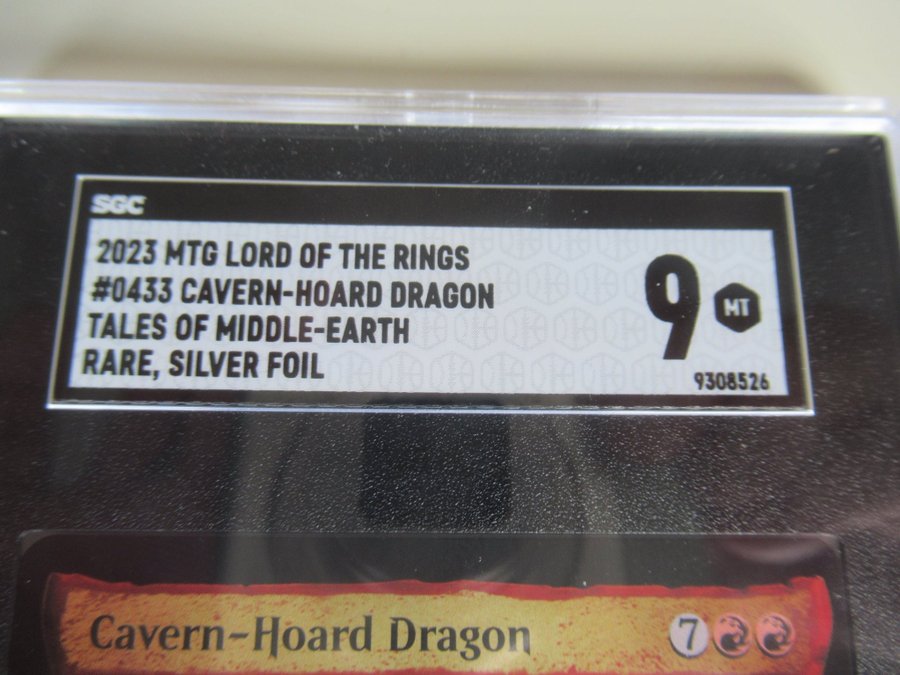 SGC
2023 MTG LORD OF THE RINGS
#0433 CAVERN-HOARD DRAGON
TALES OF MIDDLE-EARTH
RARE, SILVER FOIL
9 MT
9308526
Cavern-Hoard Dragon 7